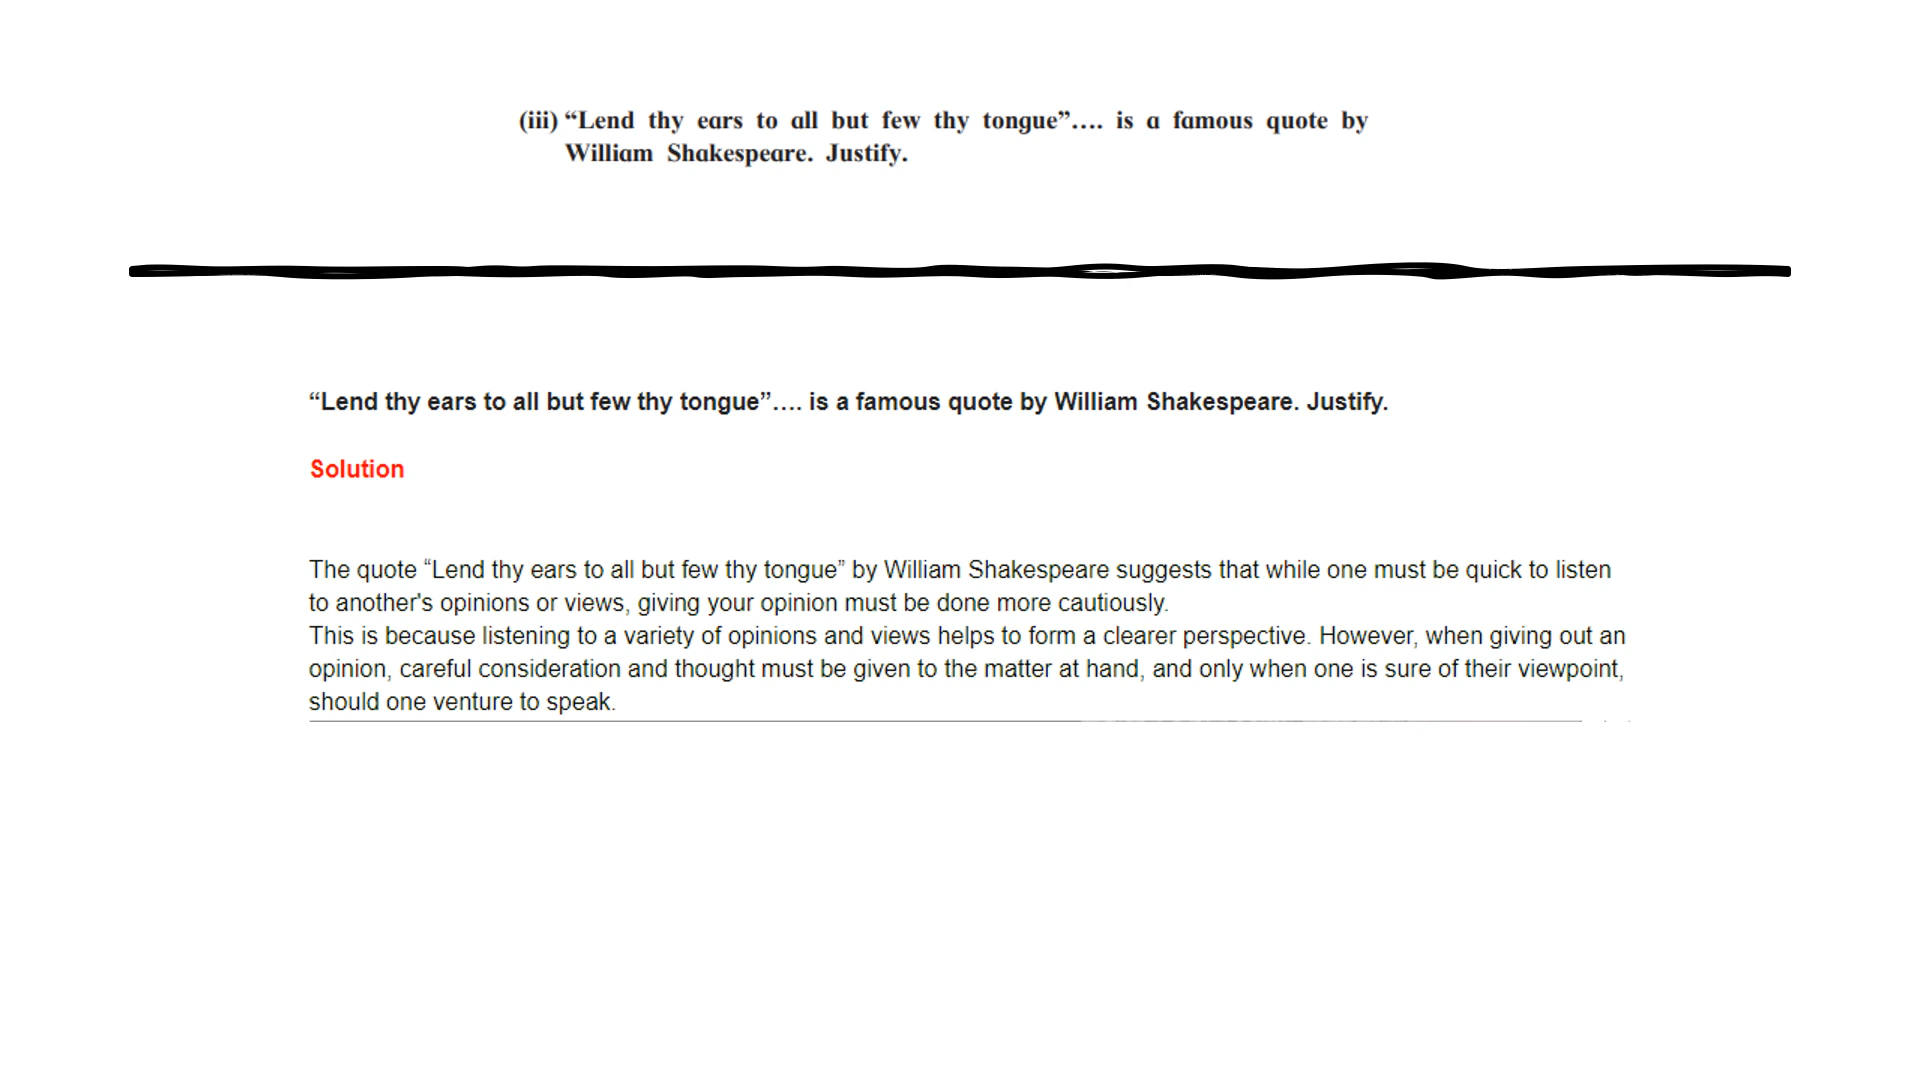 (iii) “Lend thy ears to all but few thy tongue”.... is a famous quote by
William Shakespeare. Justify.
“Lend thy ears to all but few thy tongue”.... is a famous quote by William Shakespeare. Justify.
Solution
The quote “Lend thy ears to all but few thy tongue” by William Shakespeare suggests that while one must be quick to listen
to another's opinions or views, giving your opinion must be done more cautiously.
This is because listening to a variety of opinions and views helps to form a clearer perspective. However, when giving out an
opinion, careful consideration and thought must be given to the matter at hand, and only when one is sure of their viewpoint,
should one venture to speak.